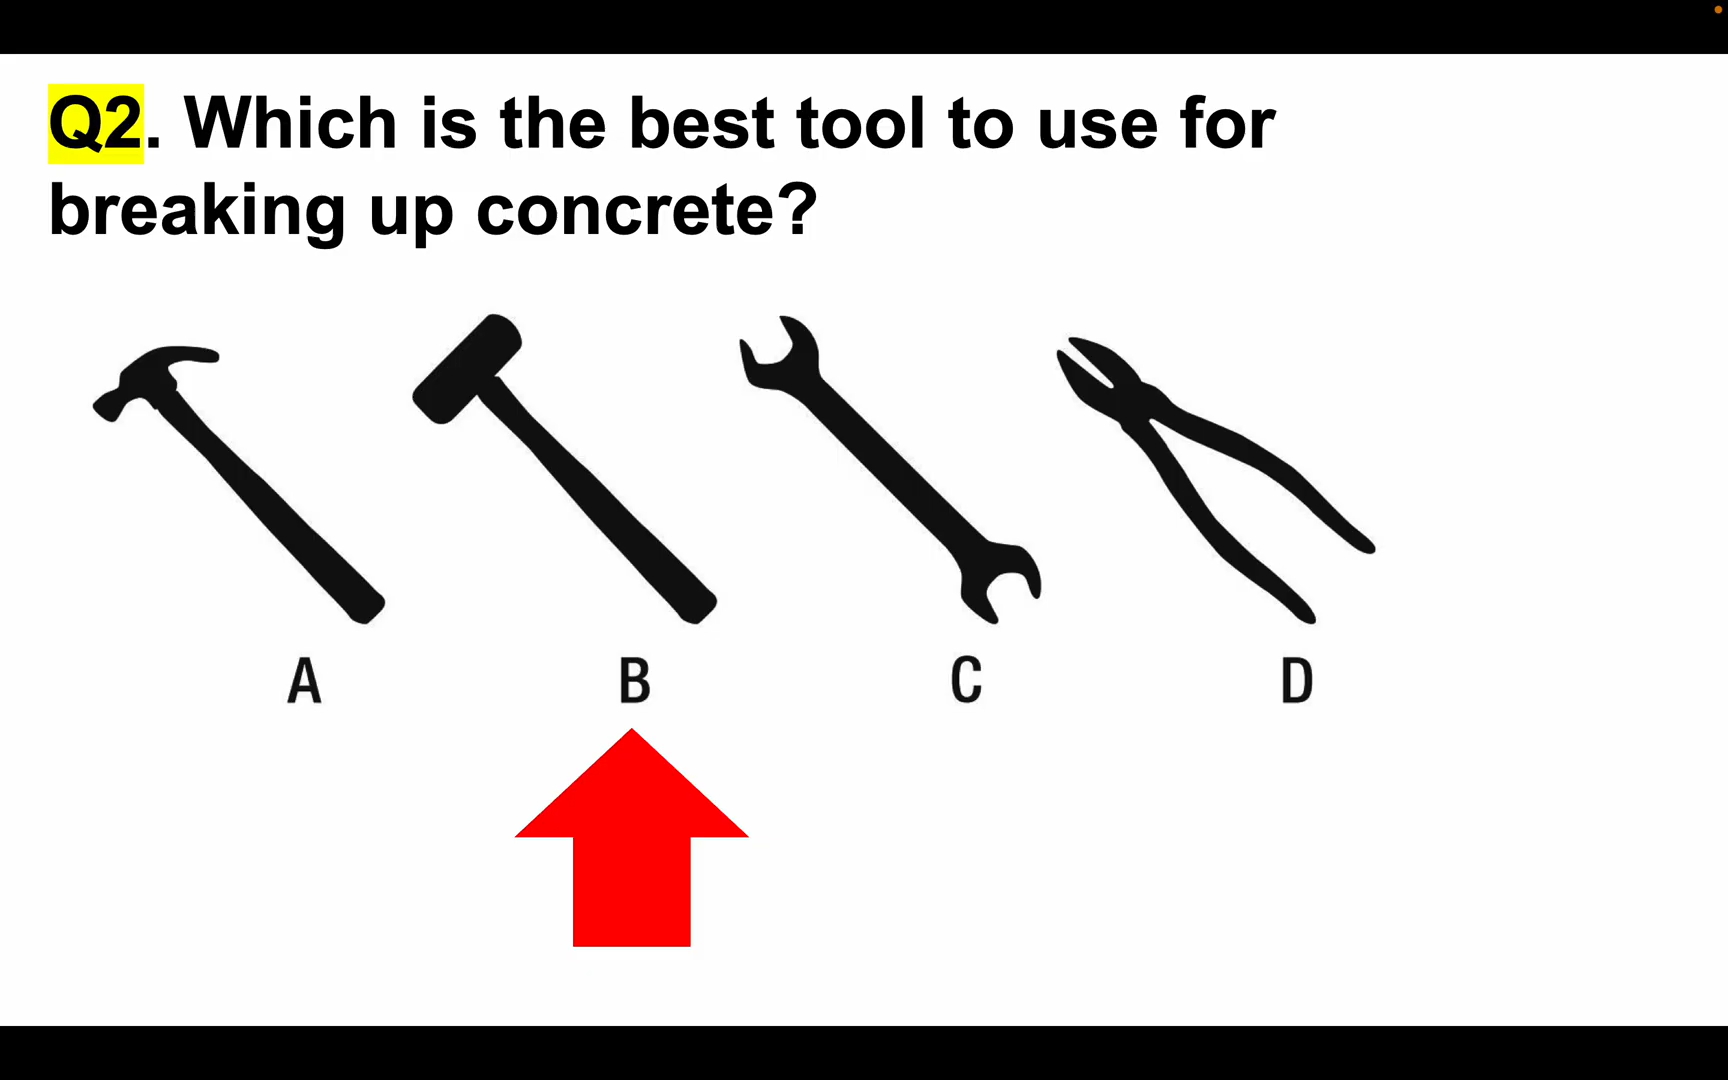 Q2. Which is the best tool to use for
breaking up concrete?
A B C D